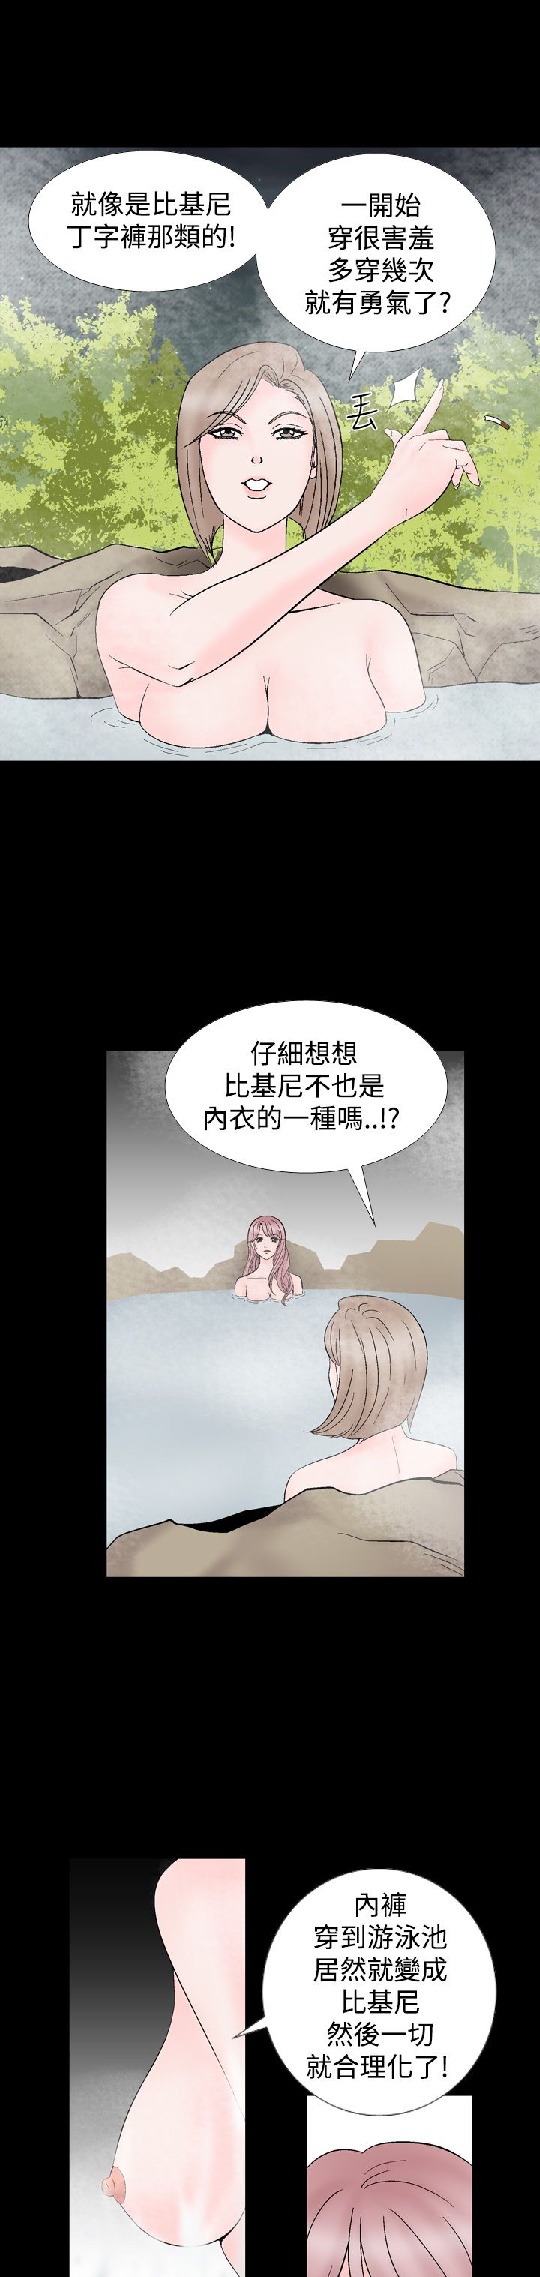 就像是比基尼
丁字褲那類的!
一開始
穿很害羞
多穿幾次
就有勇氣了?
丟
仔細想想
比基尼不也是
內衣的一種嗎..!?
內褲
穿到游泳池
居然就變成
比基尼
然後一切
就合理化了!